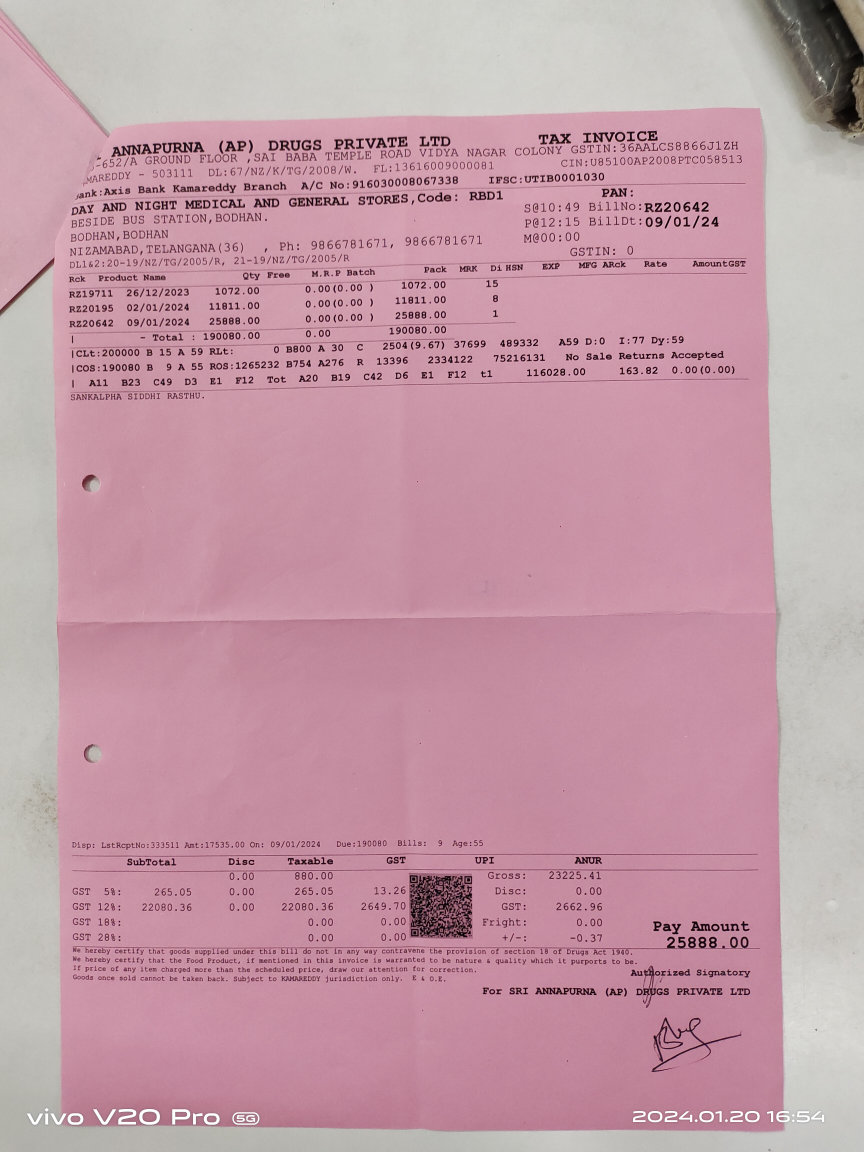 ANNAPURNA (AP) DRUGS PRIVATE LTD TAX INVOICE
-652/A GROUND FLOOR ,SAI BABA TEMPLE ROAD VIDYA NAGAR COLONY GSTIN:36AALCS8866J1ZH
MAREDDY - 503111 DL:67/NZ/K/TG/2008/W. FL:13616009000081 CIN:U85100AP2008PTC058513
ank:Axis Bank Kamareddy Branch A/C No:916030008067338 IFSC:UTIB0001030
DAY AND NIGHT MEDICAL AND GENERAL STORES,Code: RBD1 PAN:
BESIDE BUS STATION,BODHAN. S@10:49 BillNo:RZ20642
BODHAN,BODHAN P@12:15 BillDt:09/01/24
NIZAMABAD,TELANGANA(36) , Ph: 9866781671, 9866781671 M@00:00
DL1&2:20-19/NZ/TG/2005/R, 21-19/NZ/TG/2005/R GSTIN: 0
Rck Product Name Qty Free M.R.P Batch Pack MRK Di HSN EXP MFG ARck Rate AmountGST
RZ19711 26/12/2023 1072.00 0.00(0.00 ) 1072.00 15
RZ20195 02/01/2024 11811.00 0.00(0.00 ) 11811.00 8
RZ20642 09/01/2024 25888.00 0.00(0.00 ) 25888.00 1
| - Total : 190080.00 0.00 190080.00
|CLt:200000 B 15 A 59 RLt: 0 B800 A 30 C 2504(9.67) 37699 489332 A59 D:0 I:77 Dy:59
|COS:190080 B 9 A 55 ROS:1265232 B754 A276 R 13396 2334122 75216131 No Sale Returns Accepted
| A11 B23 C49 D3 E1 F12 Tot A20 B19 C42 D6 E1 F12 t1 116028.00 163.82 0.00(0.00)
SANKALPHA SIDDHI RASTHU.
Disp: LstRcptNo:333511 Amt:17535.00 On: 09/01/2024 Due:190080 Bills: 9 Age:55
SubTotal Disc Taxable GST UPI ANUR
0.00 880.00 Gross: 23225.41
GST 5%: 265.05 0.00 265.05 13.26 Disc: 0.00
GST 12%: 22080.36 0.00 22080.36 2649.70 GST: 2662.96
GST 18%: 0.00 0.00 Fright: 0.00 Pay Amount
GST 28%: 0.00 0.00 +/-: -0.37 25888.00
We hereby certify that goods supplied under this bill do not in any way contravene the provision of section 18 of Drugs Act 1940.
We hereby certify that the Food Product, if mentioned in this invoice is warranted to be nature & quality which it purports to be.
If price of any item charged more than the scheduled price, draw our attention for correction. Authorized Signatory
Goods once sold cannot be taken back. Subject to KAMAREDDY jurisdiction only. E & O.E.
For SRI ANNAPURNA (AP) DRUGS PRIVATE LTD
vivo V20 Pro 5G 2024.01.20 16:54